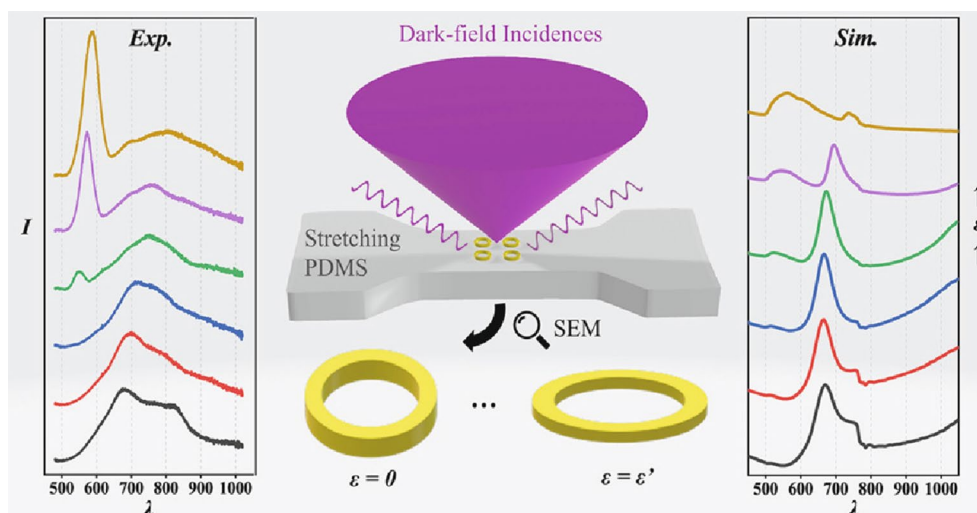 Exp.
Dark-field Incidences
Sim.
I
Stretching
PDMS
SEM
...
ε = 0
ε = ε’
500 600 700 800 900 1000
λ
500 600 700 800 900 1000
λ
ε